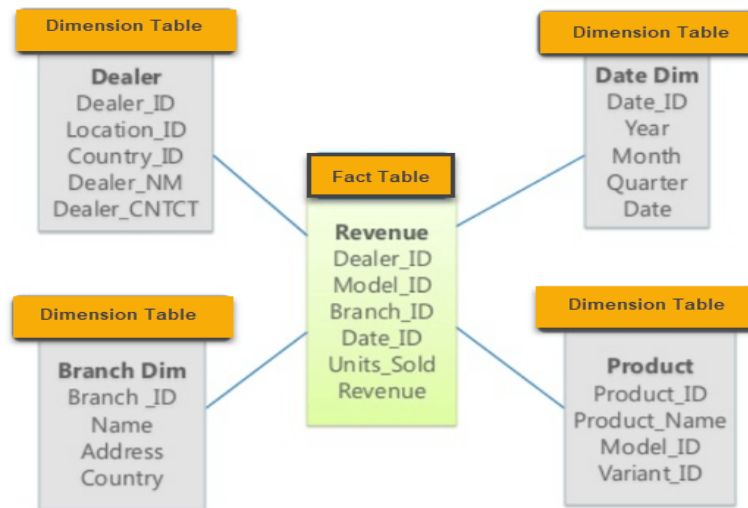 Dimension Table
Dealer
Dealer_ID
Location_ID
Country_ID
Dealer_NM
Dealer_CNTCT
Dimension Table
Date Dim
Date_ID
Year
Month
Quarter
Date
Fact Table
Revenue
Dealer_ID
Model_ID
Branch_ID
Date_ID
Units_Sold
Revenue
Dimension Table
Branch Dim
Branch _ID
Name
Address
Country
Dimension Table
Product
Product_ID
Product_Name
Model_ID
Variant_ID